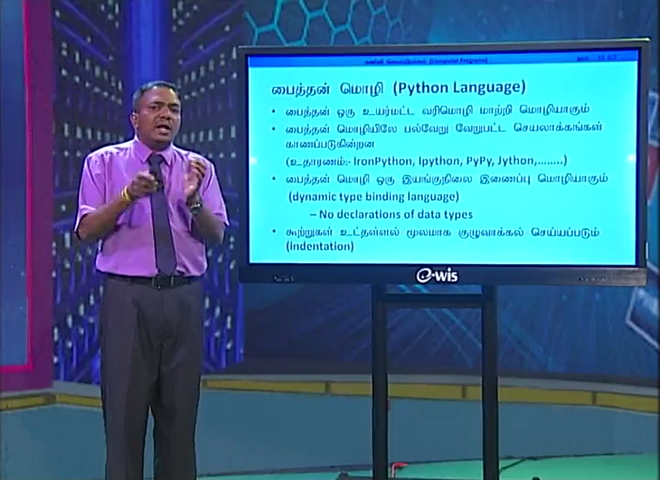 பைத்தன் மொழி (Python Language)
• பைத்தன் ஒரு உயர்மட்ட வரிமொழி மாற்றி மொழியாகும்
• பைத்தன் மொழியிலே பல்வேறு வேறுபட்ட செயலாக்கங்கள்
காணப்படுகின்றன
(உதாரணம்:- IronPython, Ipython, PyPy, Jython,.......)
• பைத்தன் மொழி ஒரு இயங்குநிலை இணைப்பு மொழியாகும்
(dynamic type binding language)
– No declarations of data types
• கூற்றுகள் உட்தள்ளல் மூலமாக குழுவாக்கல் செய்யப்படும்
(Indentation)
e-wis